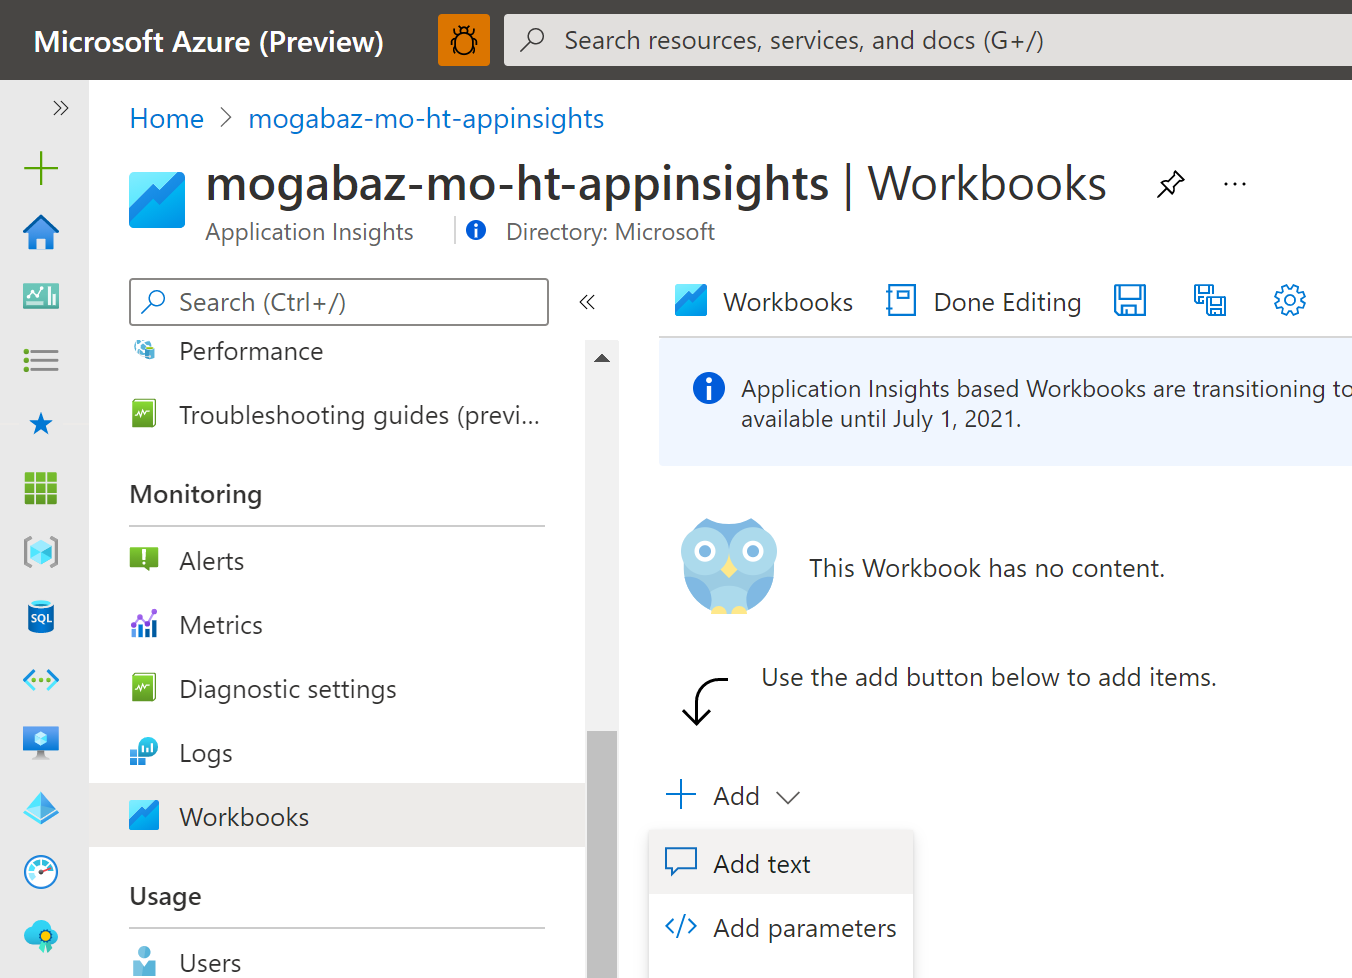 Microsoft Azure (Preview)
Search resources, services, and docs (G+/)
Home > mogabaz-mo-ht-appinsights
mogabaz-mo-ht-appinsights | Workbooks
Application Insights
Directory: Microsoft
Search (Ctrl+/)
Performance
Troubleshooting guides (previ...
Monitoring
Alerts
Metrics
Diagnostic settings
Logs
Workbooks
Usage
Users
SQL
Workbooks
Done Editing
Application Insights based Workbooks are transitioning to
available until July 1, 2021.
This Workbook has no content.
Use the add button below to add items.
Add
Add text
Add parameters